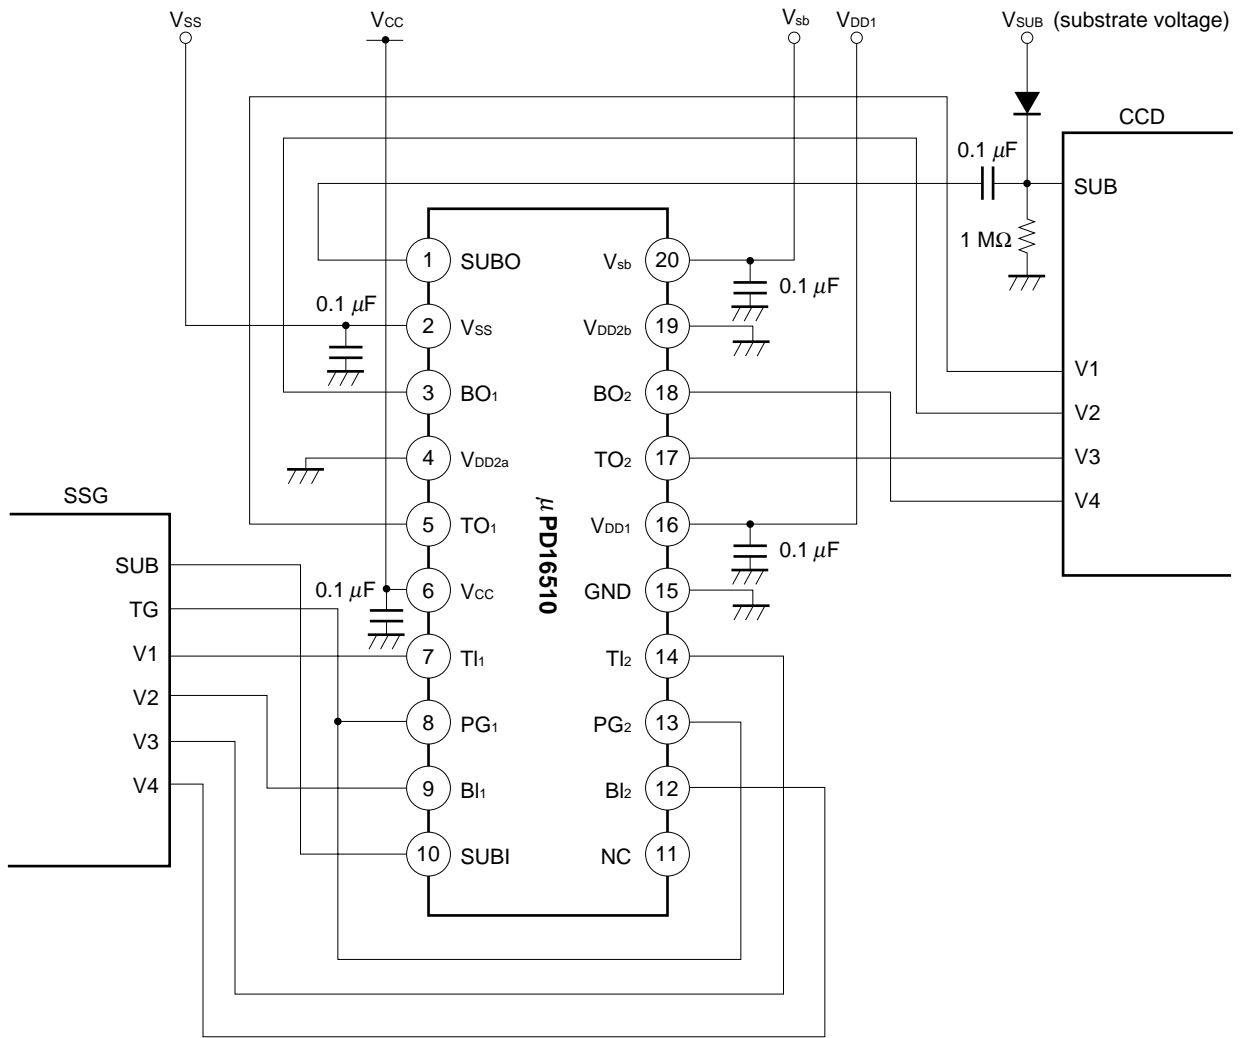 VSS
VCC
Vsb
VDD1
VSUB (substrate voltage)
CCD
0.1 µF
SUB
1 MΩ
1 SUBO
Vsb 20
0.1 µF
0.1 µF
2 VSS
VDD2b 19
3 BO1
BO2 18
V1
V2
4 VDD2a
TO2 17
V3
V4
SSG
5 TO1
µPD16510
VDD1 16
0.1 µF
SUB
0.1 µF
6 VCC
GND 15
TG
V1
7 TI1
TI2 14
V2
8 PG1
PG2 13
V3
V4
9 BI1
BI2 12
10 SUBI
NC 11